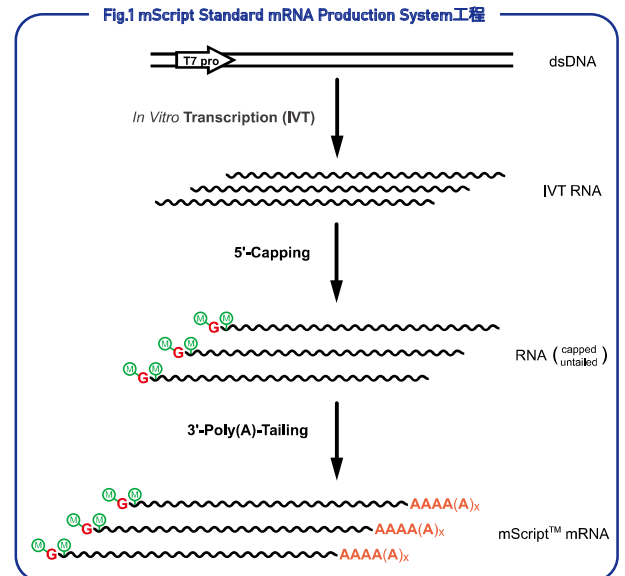 Fig.1 mScript Standard mRNA Production System工程
T7 pro
dsDNA
In Vitro Transcription (IVT)
IVT RNA
5'-Capping
M G M
M G M
M G M
RNA (capped untailed)
3'-Poly(A)-Tailing
M G M AAAA(A)x
M G M AAAA(A)x
M G M AAAA(A)x
mScript™ mRNA